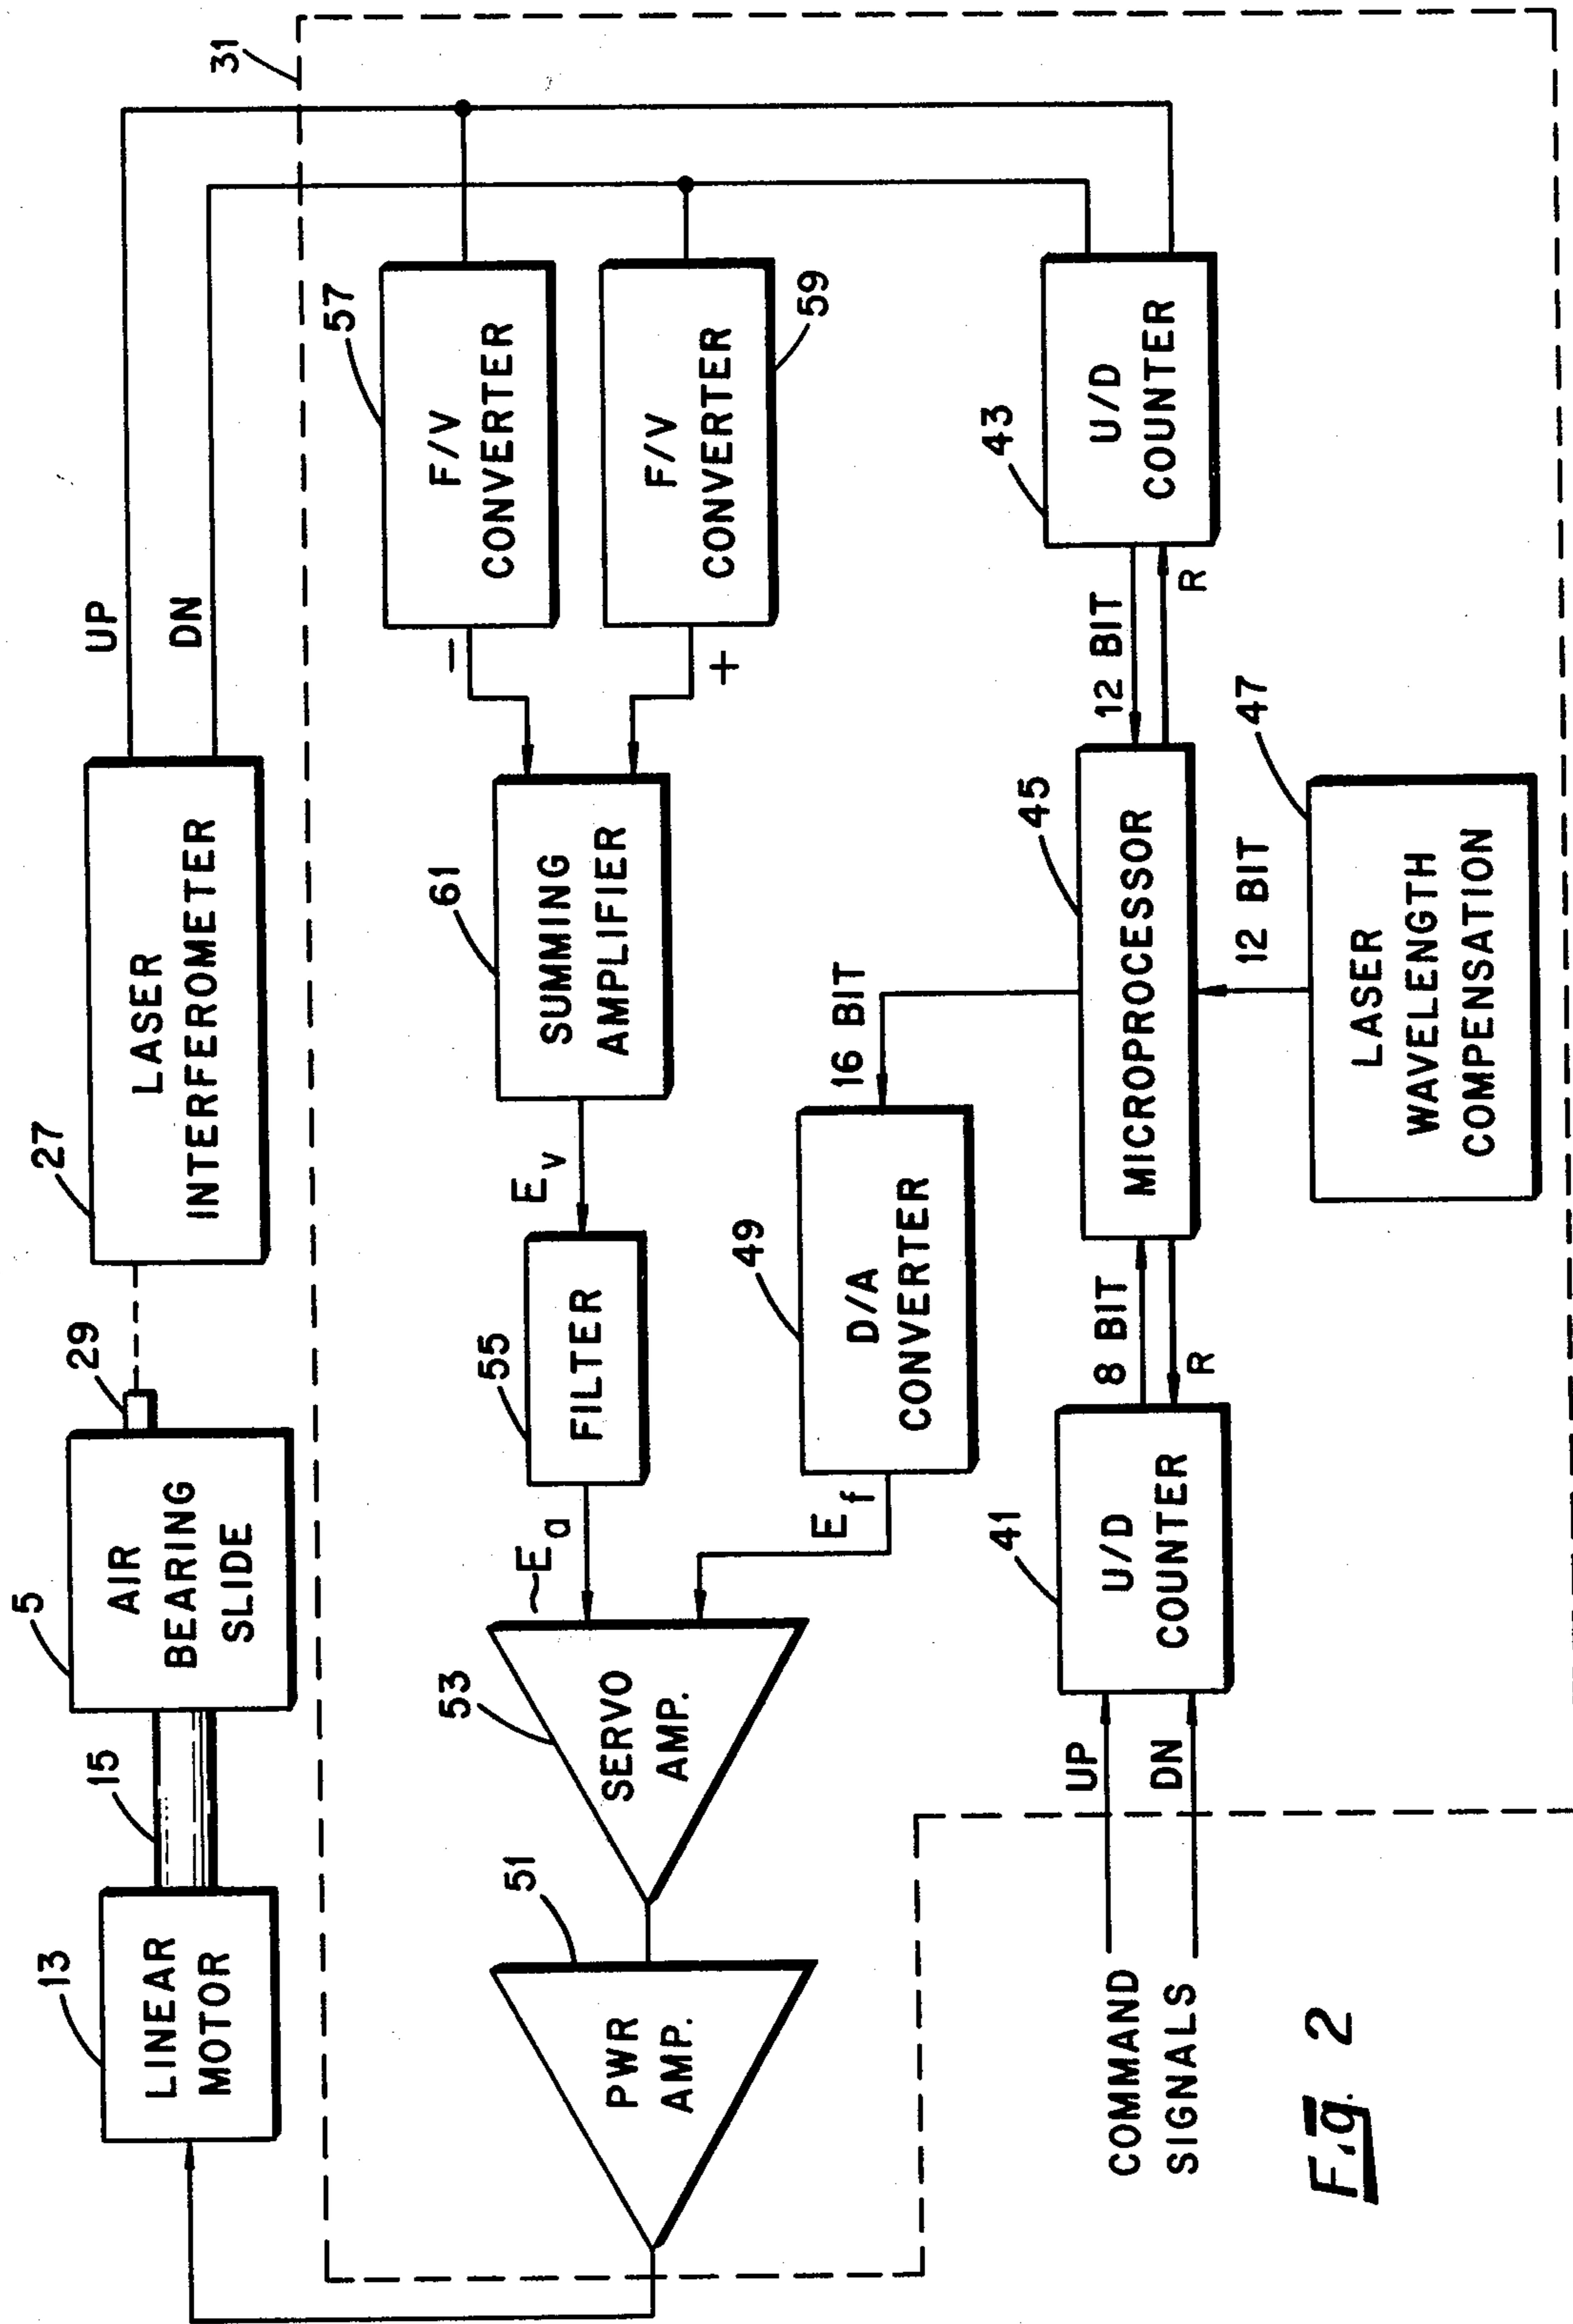 13
LINEAR
MOTOR
15
5
AIR
BEARING
SLIDE
29
27
LASER
INTERFEROMETER
UP
DN
31
51
PWR
AMP.
53
SERVO
AMP.
~Ea
55
FILTER
Ev
61
SUMMING
AMPLIFIER
−
+
57
F/V
CONVERTER
F/V
CONVERTER
59
Ef
49
D/A
CONVERTER
16 BIT
COMMAND
SIGNALS
UP
DN
41
U/D
COUNTER
8 BIT
R
45
MICROPROCESSOR
12 BIT
R
43
U/D
COUNTER
12 BIT
47
LASER
WAVELENGTH
COMPENSATION
Fig. 2